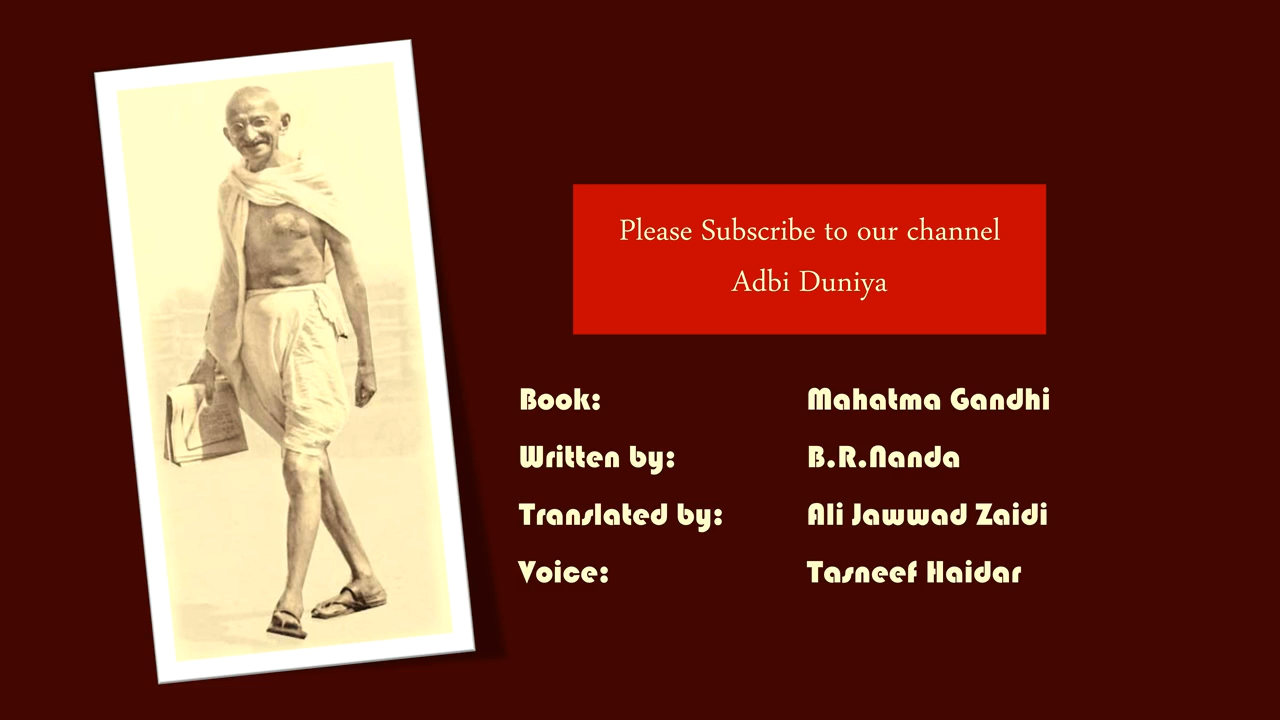 Please Subscribe to our channel
Adbi Duniya
Book: Mahatma Gandhi
Written by: B.R.Nanda
Translated by: Ali Jawwad Zaidi
Voice: Tasneef Haidar